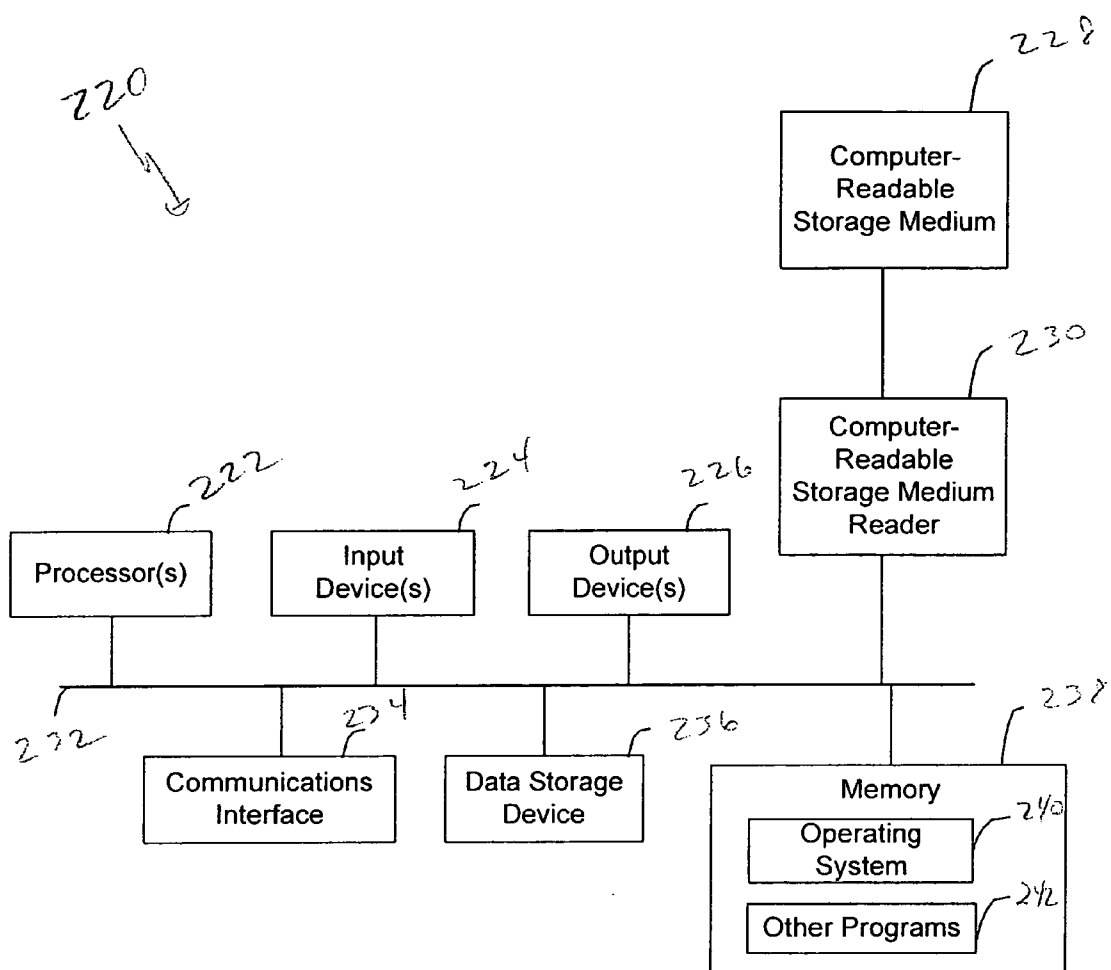 228
220
Computer-
Readable
Storage Medium
230
Computer-
Readable
Storage Medium
Reader
222
224
226
Processor(s)
Input
Device(s)
Output
Device(s)
232
234
236
238
Communications
Interface
Data Storage
Device
Memory
240
Operating
System
242
Other Programs